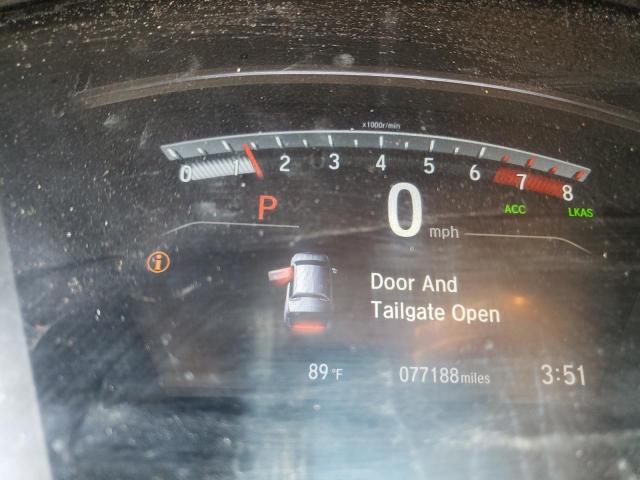 x1000r/min
0 1 2 3 4 5 6 7 8
P 0 mph ACC LKAS
i
Door And
Tailgate Open
89°F 077188 miles 3:51